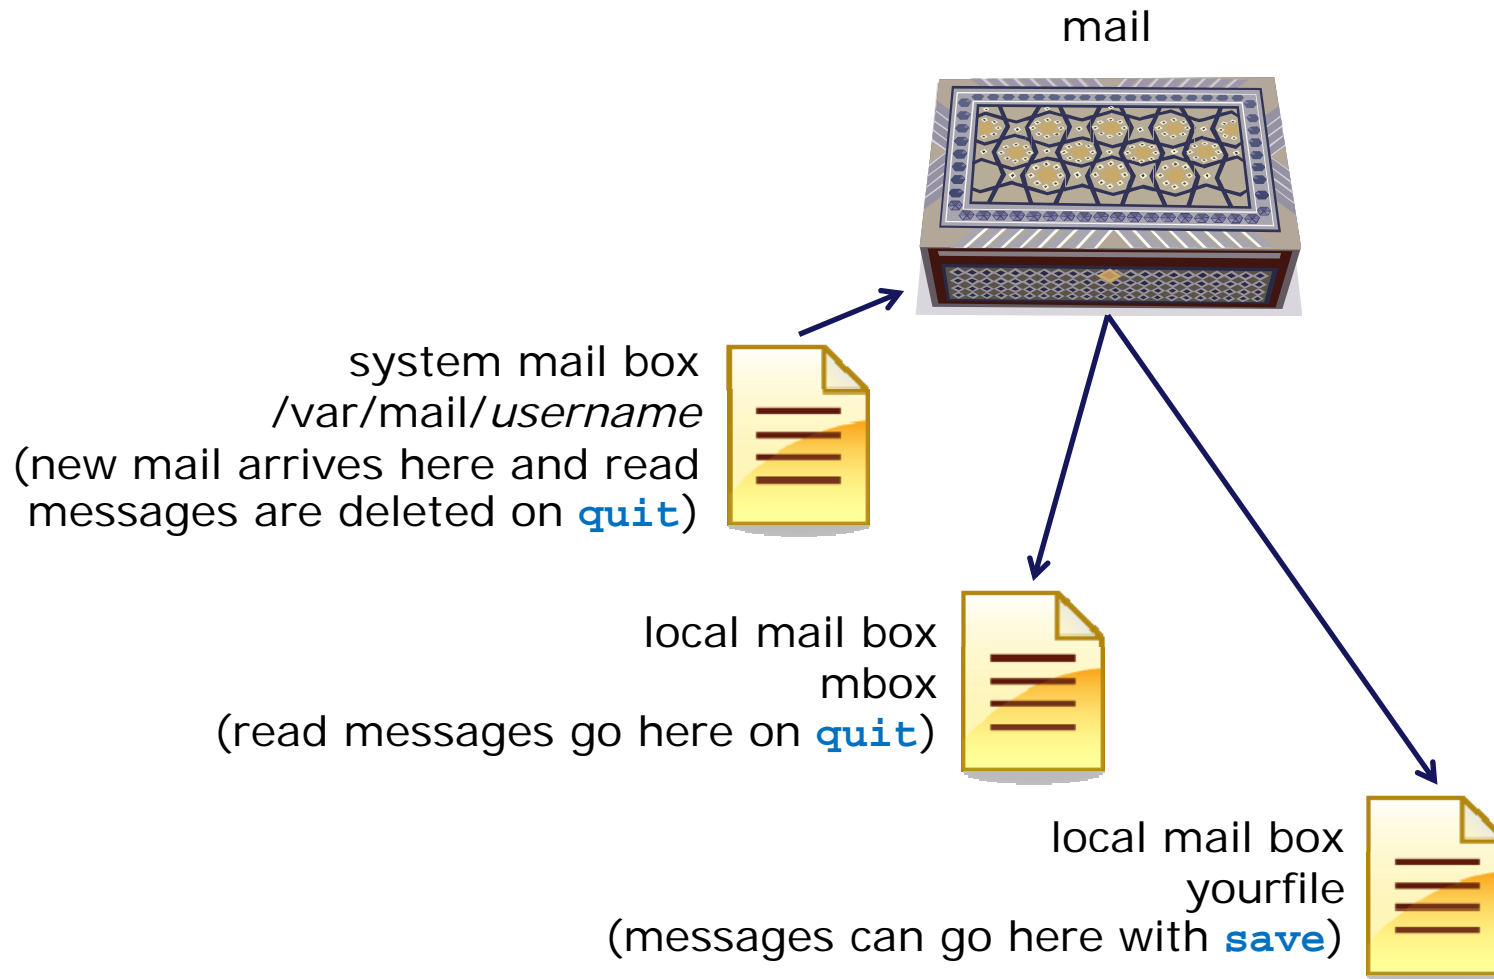 mail
system mail box
/var/mail/username
(new mail arrives here and read
messages are deleted on quit)
local mail box
mbox
(read messages go here on quit)
local mail box
yourfile
(messages can go here with save)